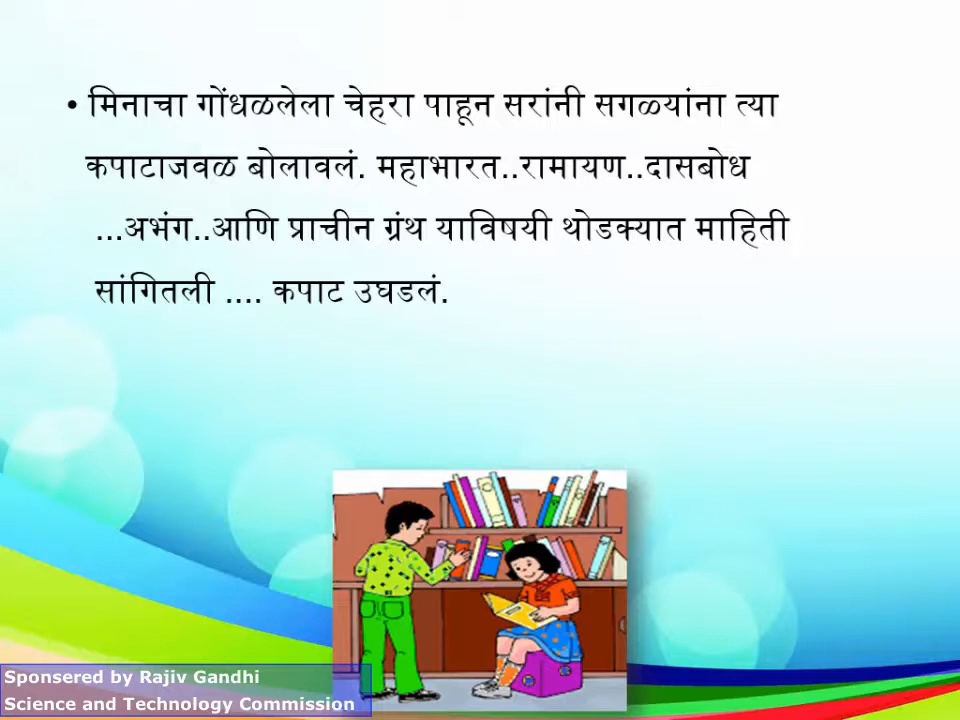 • मिनाचा गोंधळलेला चेहरा पाहून सरांनी सगळ्यांना त्या
कपाटाजवळ बोलावलं. महाभारत..रामायण..दासबोध
...अभंग..आणि प्राचीन ग्रंथ याविषयी थोडक्यात माहिती
सांगितली .... कपाट उघडलं.
Sponsered by Rajiv Gandhi
Science and Technology Commission